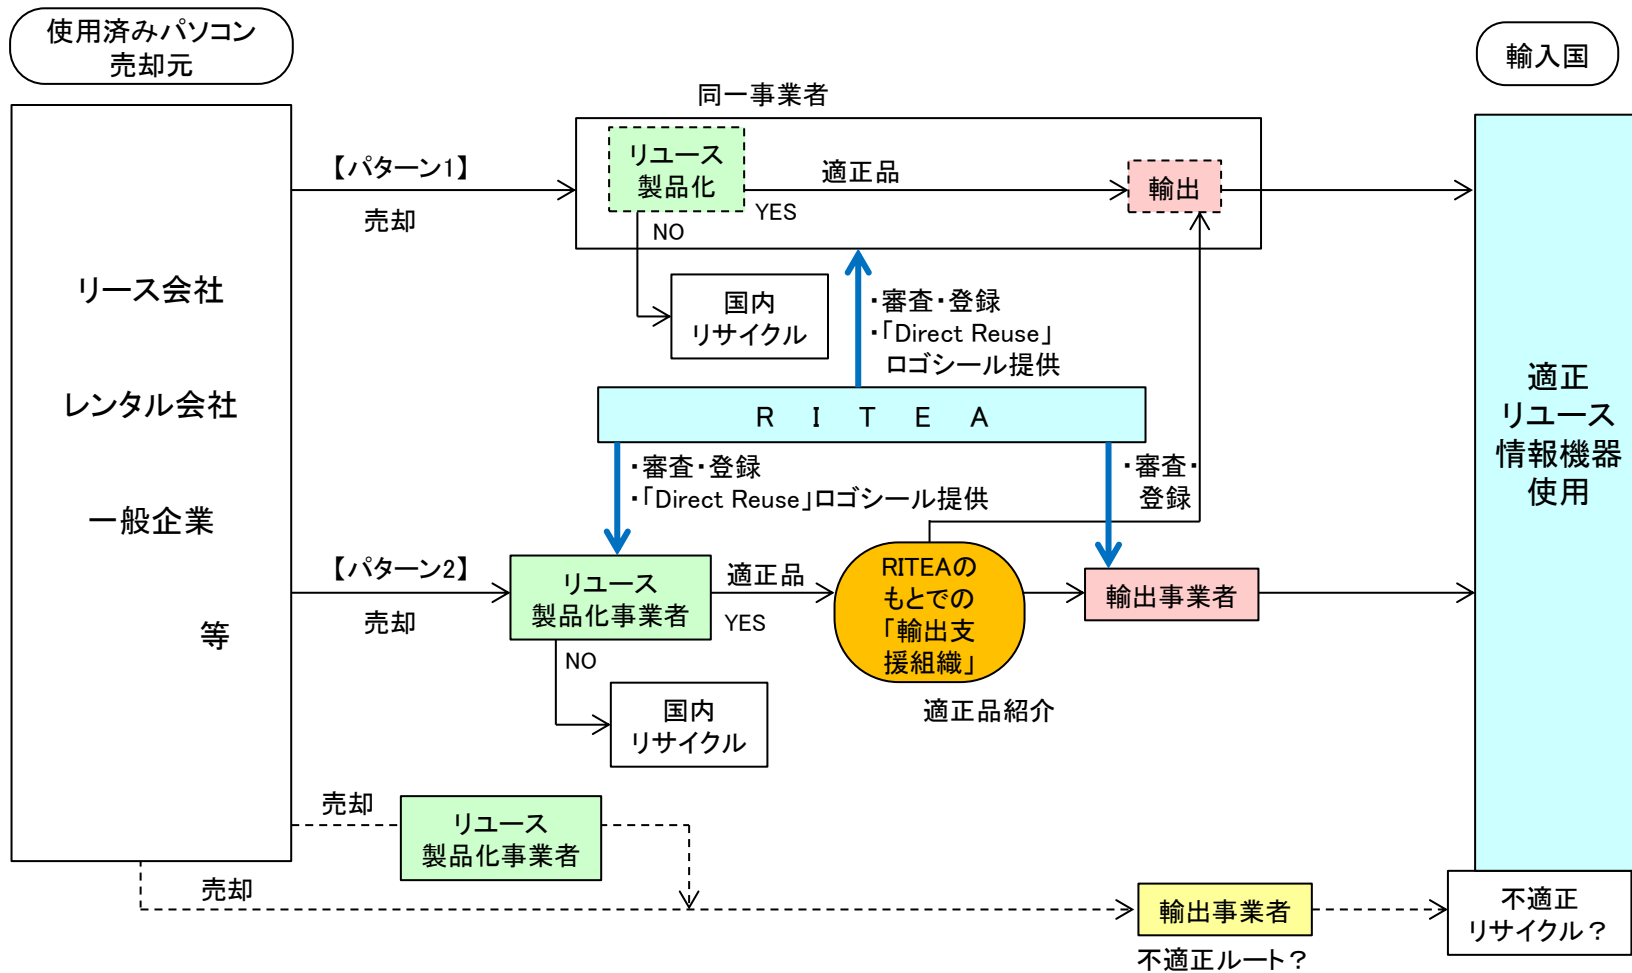 使用済みパソコン
売却元
輸入国
同一事業者
【パターン1】
売却
リユース
製品化
適正品
YES
NO
輸出
国内
リサイクル
・審査・登録
・「Direct Reuse」
ロゴシール提供
リース会社
レンタル会社
一般企業
等
RITEA
・審査・登録
・「Direct Reuse」ロゴシール提供
・審査・
登録
適正
リユース
情報機器
使用
【パターン2】
売却
リユース
製品化事業者
適正品
YES
NO
RITEAの
もとでの
「輸出支
援組織」
適正品紹介
輸出事業者
国内
リサイクル
売却
リユース
製品化事業者
売却
輸出事業者
不適正ルート？
不適正
リサイクル？